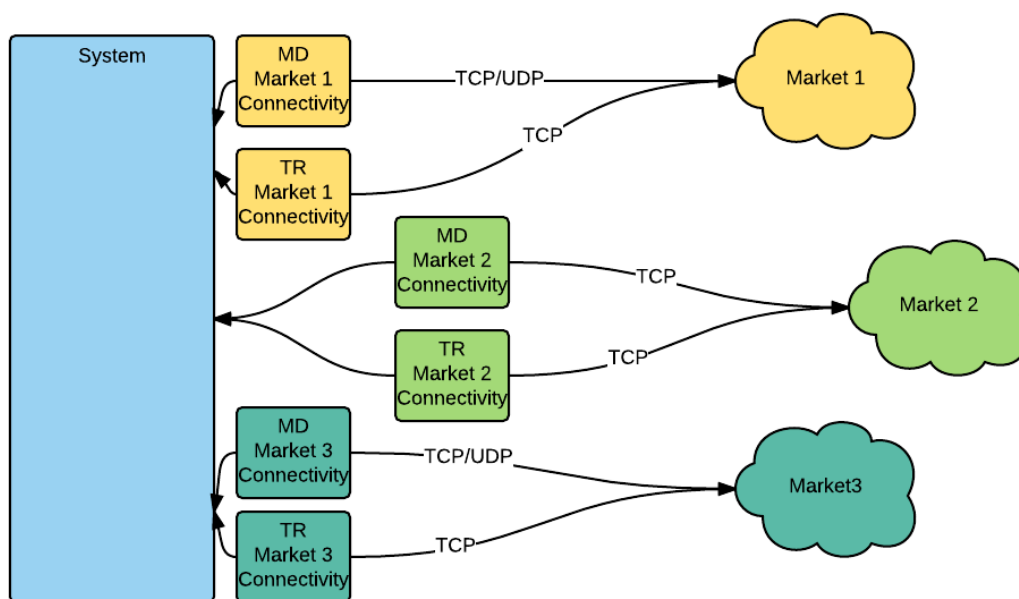 System
MD
Market 1
Connectivity
TCP/UDP
Market 1
TCP
TR
Market 1
Connectivity
MD
Market 2
Connectivity
TCP
Market 2
TR
Market 2
Connectivity
TCP
MD
Market 3
Connectivity
TCP/UDP
Market3
TR
Market 3
Connectivity
TCP